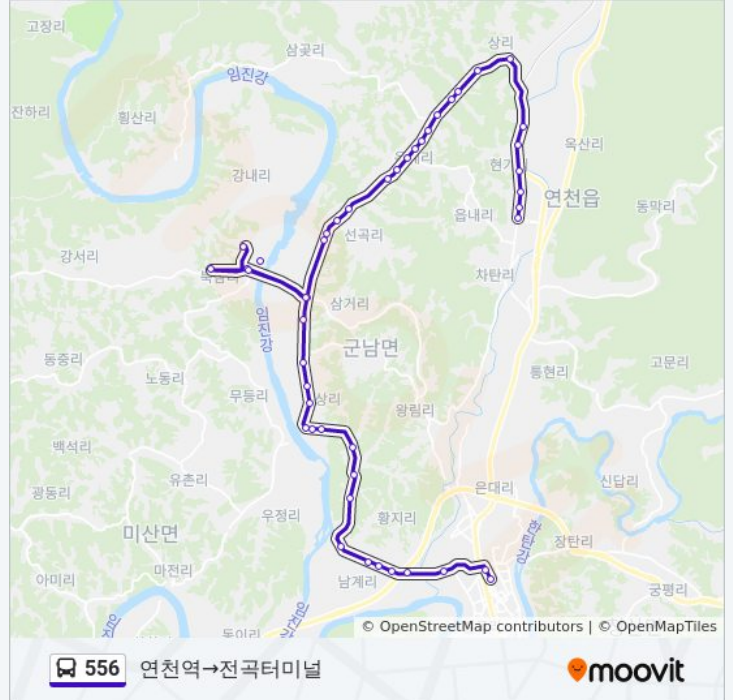 고장리
상리
삼곶리
임진강
잔하리
횡산리
옥산리
강내리
연천읍
동막리
읍내리
선곡리
강서리
차탄리
삼거리
임진강
군남면
동중리
고문리
노동리
통현리
무등리
왕림리
백석리
신답리
유촌리
은대리
광동리
우정리
황지리
한탄강
장탄리
미산면
마전리
아미리
남계리
궁평리
© OpenStreetMap contributors | © OpenMapTiles
556 연천역→전곡터미널
moovit